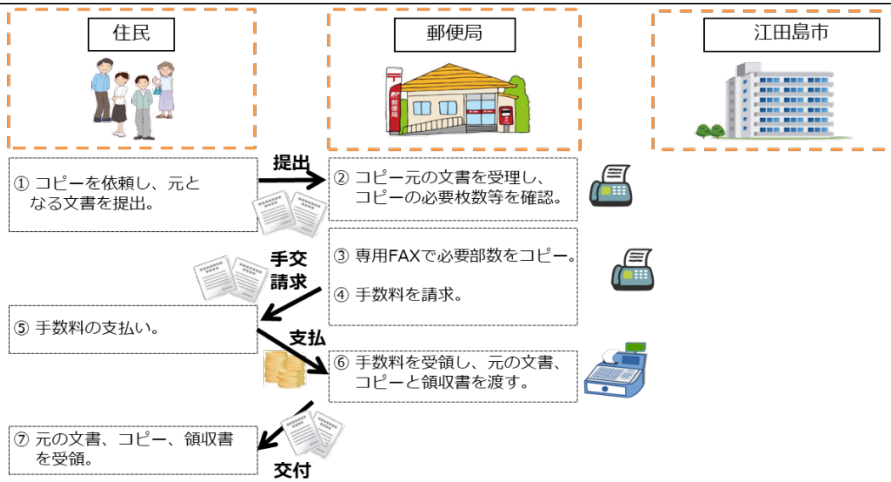 住民
郵便局
江田島市
〒
郵便局
提出
① コピーを依頼し、元と
なる文書を提出。
② コピー元の文書を受理し、
コピーの必要枚数等を確認。
手交
請求
③ 専用FAXで必要部数をコピー。
④ 手数料を請求。
⑤ 手数料の支払い。
支払
⑥ 手数料を受領し、元の文書、
コピーと領収書を渡す。
⑦ 元の文書、コピー、領収書
を受領。
交付